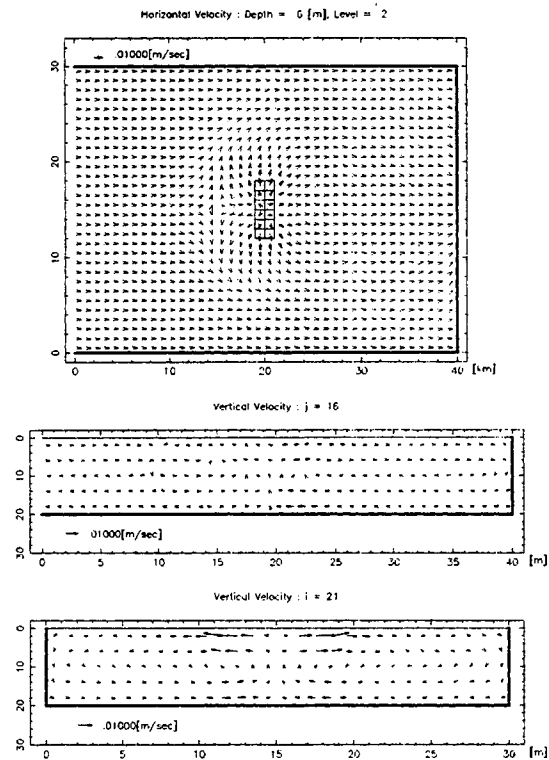 Horizontal Velocity : Depth = 6 [m], Level = 2
.01000[m/sec]
30
20
10
0
0 10 20 30 40 [km]
Vertical Velocity : j = 16
0
10
20
30
.01000[m/sec]
0 5 10 15 20 25 30 35 40 [m]
Vertical Velocity : i = 21
0
10
20
30
.01000[m/sec]
0 5 10 15 20 25 30 [m]